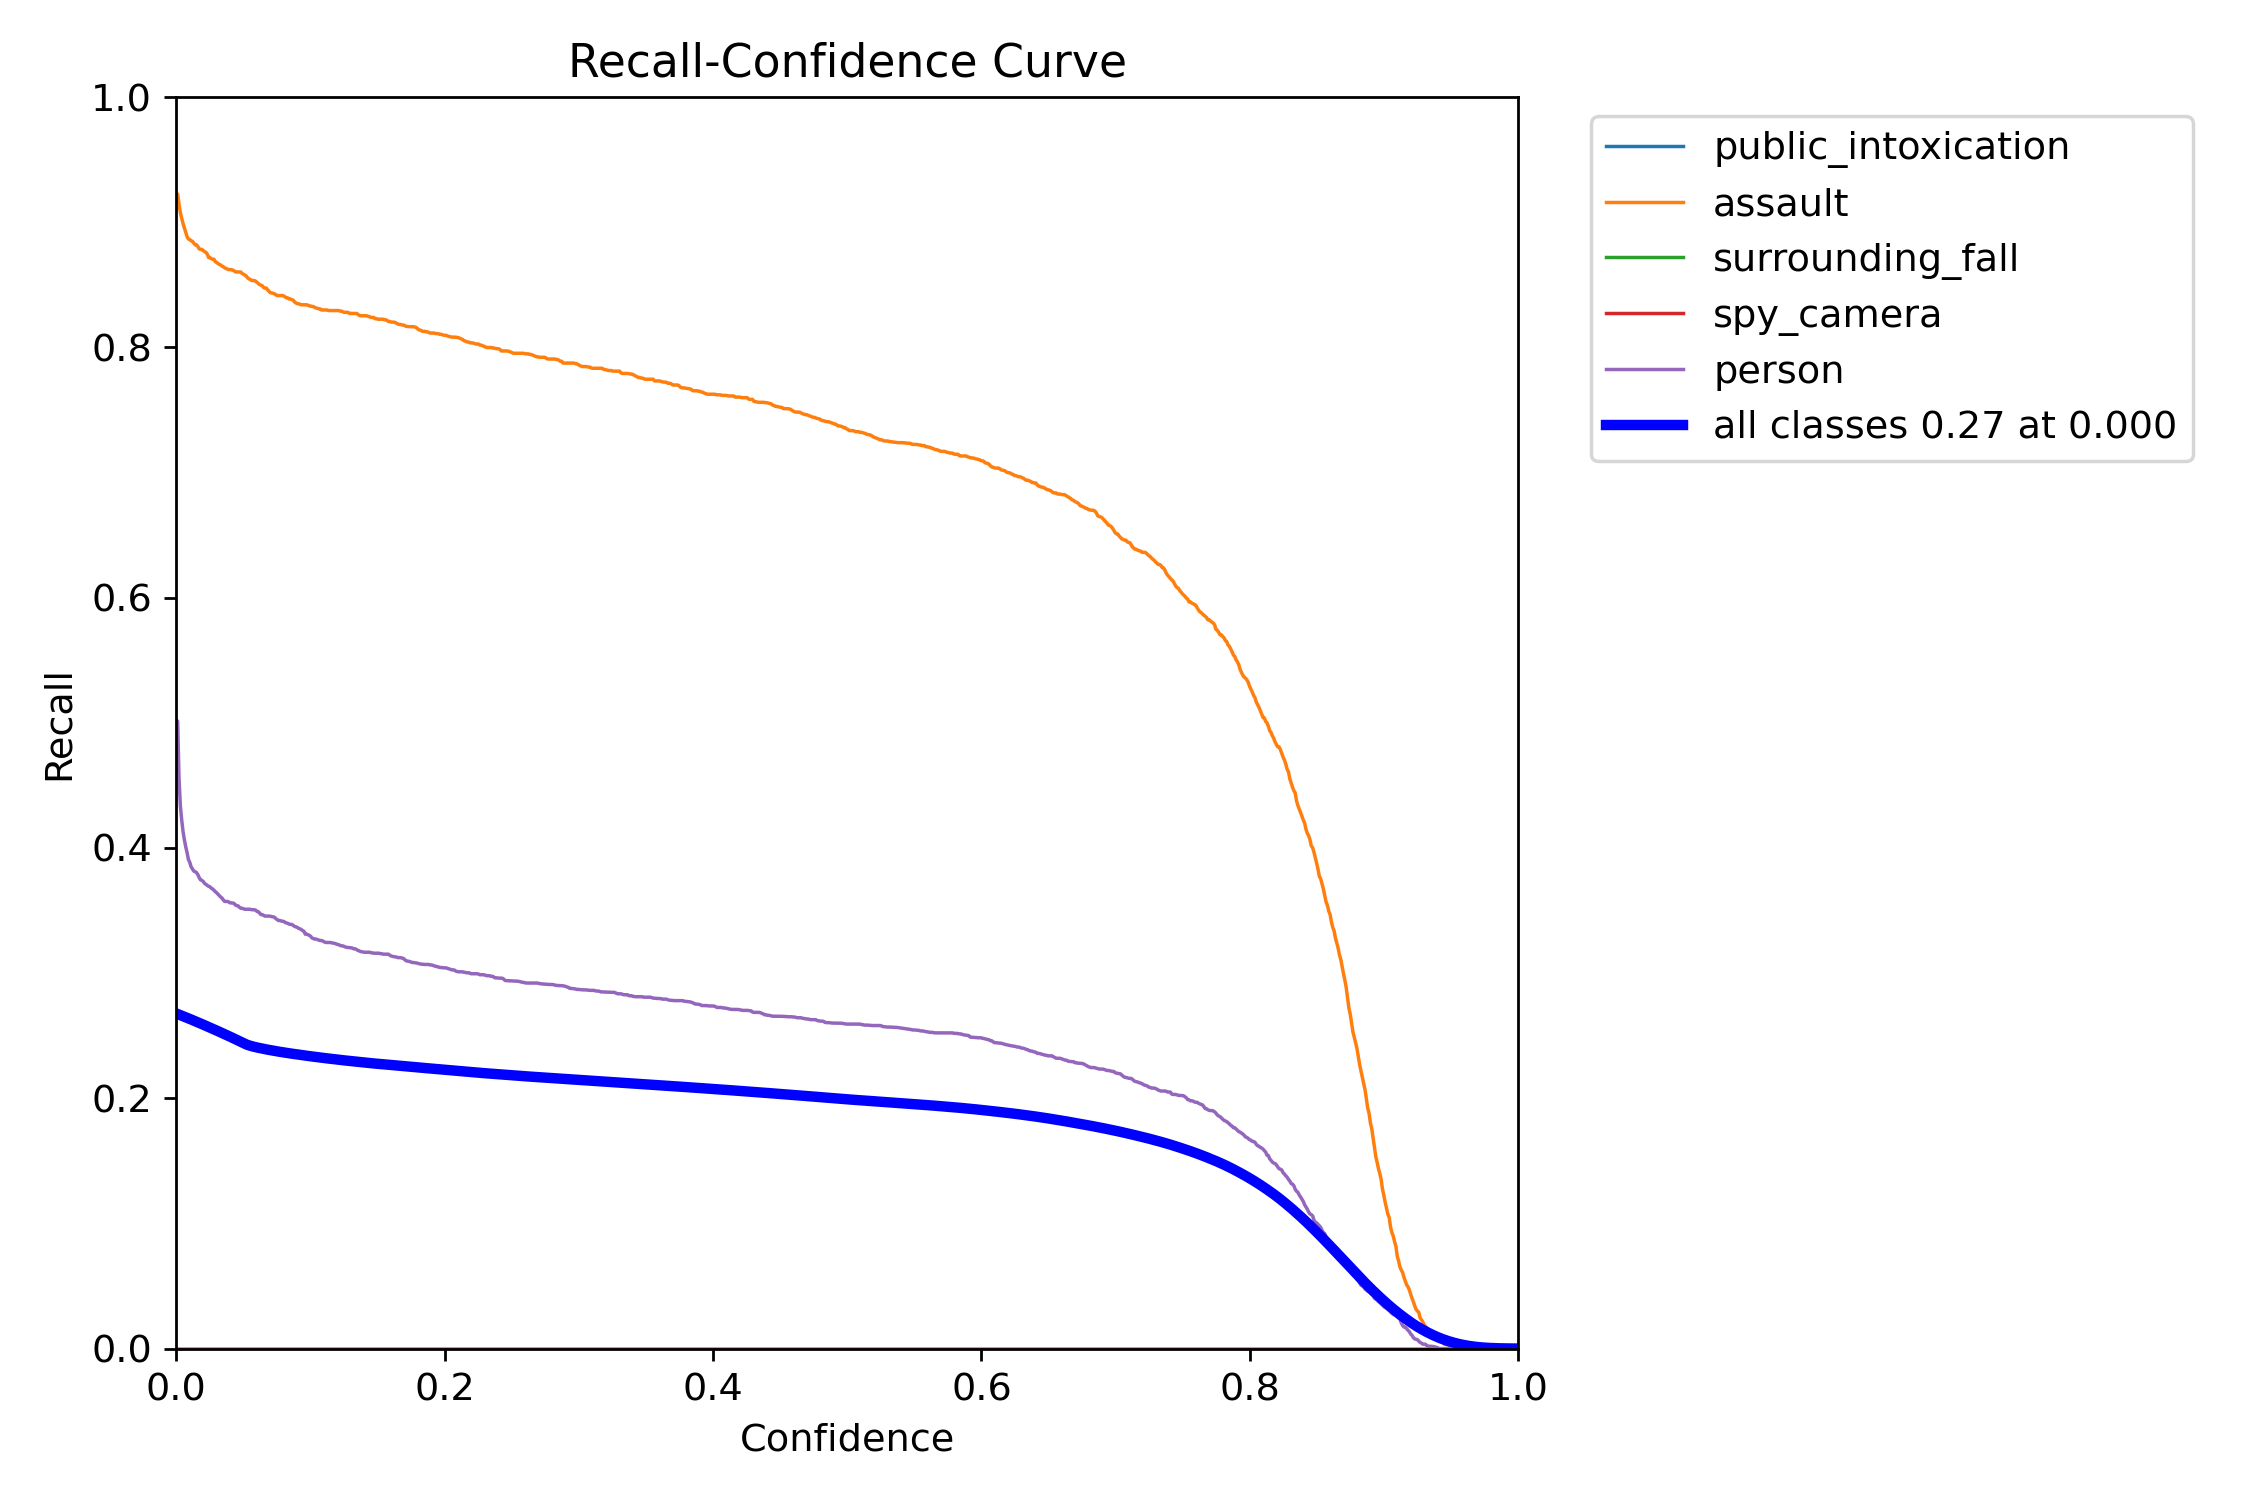 Recall-Confidence Curve
1.0
0.8
0.6
0.4
0.2
0.0
Recall
0.0 0.2 0.4 0.6 0.8 1.0
Confidence
public_intoxication
assault
surrounding_fall
spy_camera
person
all classes 0.27 at 0.000